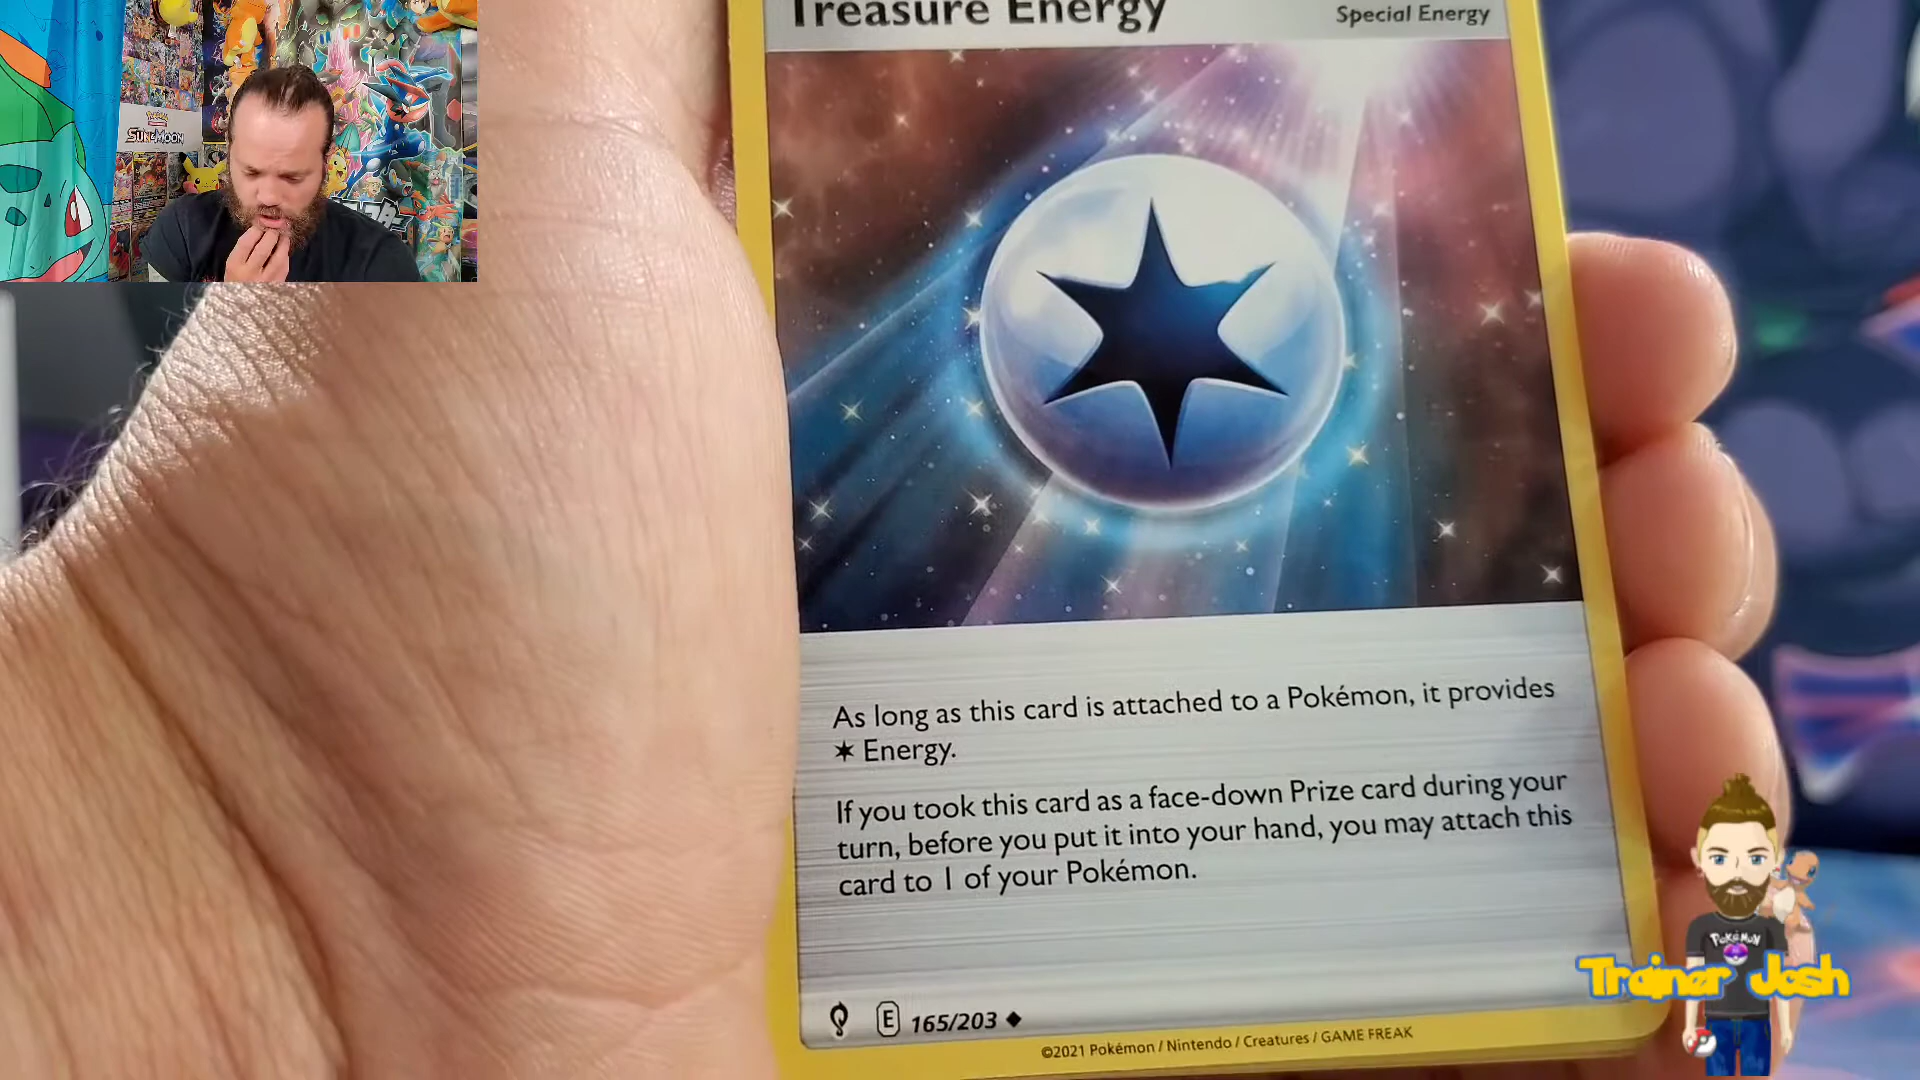 Treasure Energy
Special Energy
Pokémon
SUN & MOON
As long as this card is attached to a Pokémon, it provides
✶ Energy.
If you took this card as a face-down Prize card during your
turn, before you put it into your hand, you may attach this
card to 1 of your Pokémon.
E 165/203 ◆
©2021 Pokémon / Nintendo / Creatures / GAME FREAK
POKéMON
Trainer Josh